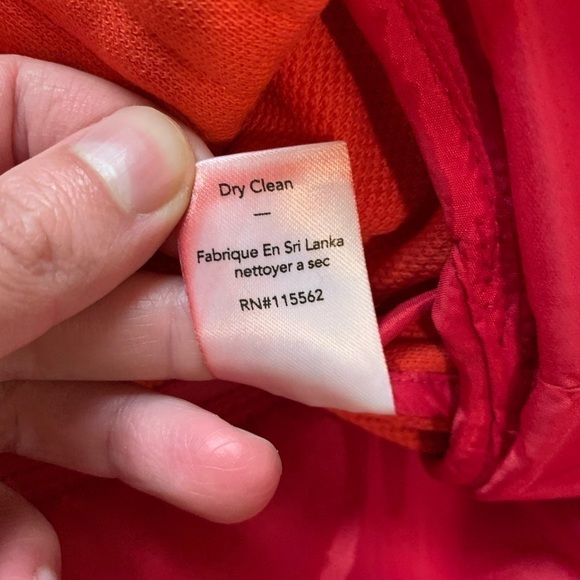 Dry Clean
—
Fabrique En Sri Lanka
nettoyer a sec
RN#115562